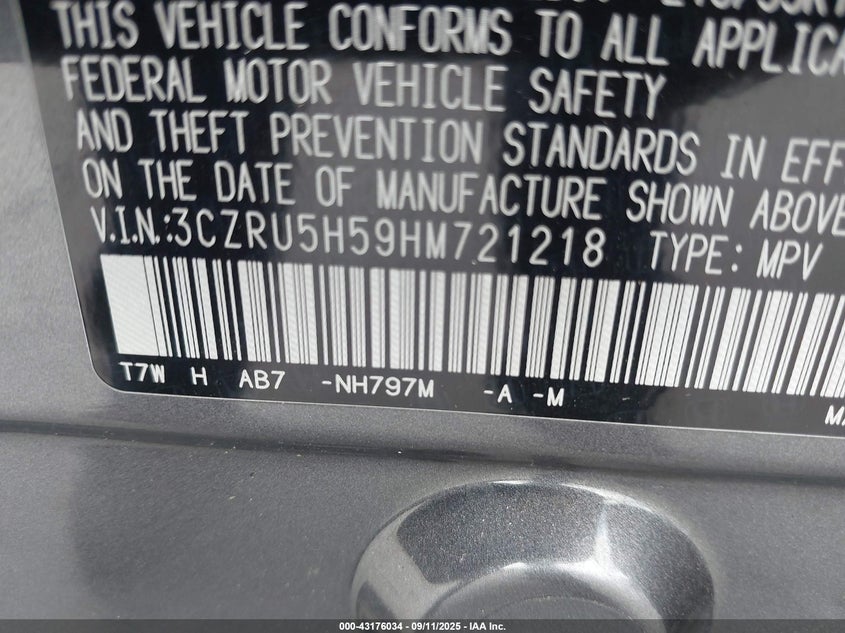 THIS VEHICLE CONFORMS TO ALL
FEDERAL MOTOR VEHICLE SAFETY
AND THEFT PREVENTION STANDARDS IN EFF
ON THE DATE OF MANUFACTURE SHOWN ABOVE
V.I.N.:3CZRU5H59HM721218 TYPE: MPV
T7W H AB7 -NH797M -A -M
000-43176034 - 09/11/2025 - IAA Inc.